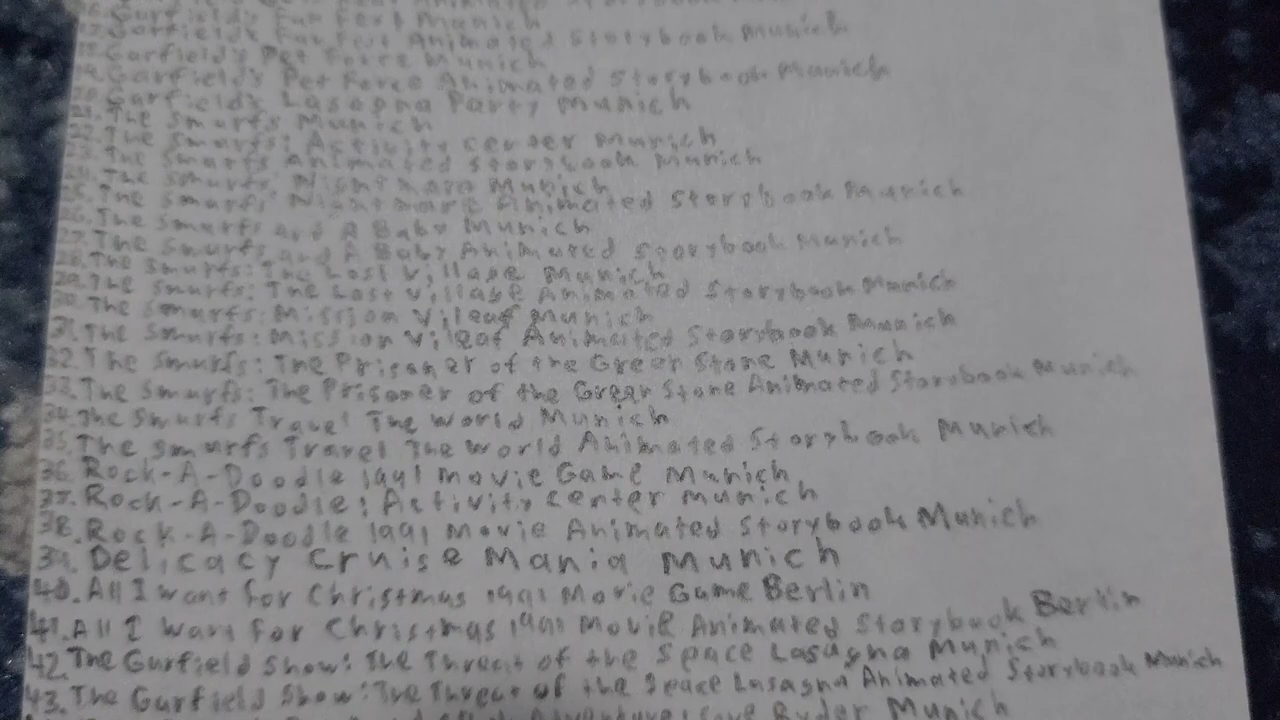 Garfield's Fun Fest Munich
17. Garfield's Fun Fest Animated Storybook Munich
18. Garfield's Pet Force Munich
19. Garfield's Pet Force Animated Storybook Munich
20. Garfield's Lasagna Party Munich
21. The Smurfs Munich
22. The Smurfs: Activity center Munich
23. The Smurfs Animated Storybook Munich
24. The Smurfs' Nightmare Munich
25. The Smurfs' Nightmare Animated Storybook Munich
26. The Smurfs and A Baby Munich
27. The Smurfs and A Baby Animated Storybook Munich
28. The Smurfs: The Lost Village Munich
29. The Smurfs: The Lost Village Animated Storybook Munich
30. The Smurfs: Mission Vileaf Munich
31. The Smurfs: Mission Vileaf Animated Storybook Munich
32. The Smurfs: The Prisoner of the Green Stone Munich
33. The Smurfs: The Prisoner of the Green Stone Animated Storybook Munich
34. The Smurfs Travel The World Munich
35. The Smurfs Travel The World Animated Storybook Munich
36. Rock-A-Doodle 1991 Movie Game Munich
37. Rock-A-Doodle: Activity Center Munich
38. Rock-A-Doodle 1991 Movie Animated Storybook Munich
39. Delicacy Cruise Mania Munich
40. All I want for Christmas 1991 Movie Game Berlin
41. All I Want for Christmas 1991 Movie Animated Storybook Berlin
42. The Garfield Show: The Threat of the Space Lasagna Munich
43. The Garfield Show: The Threat of the Space Lasagna Animated Storybook Munich
Ryder Munich